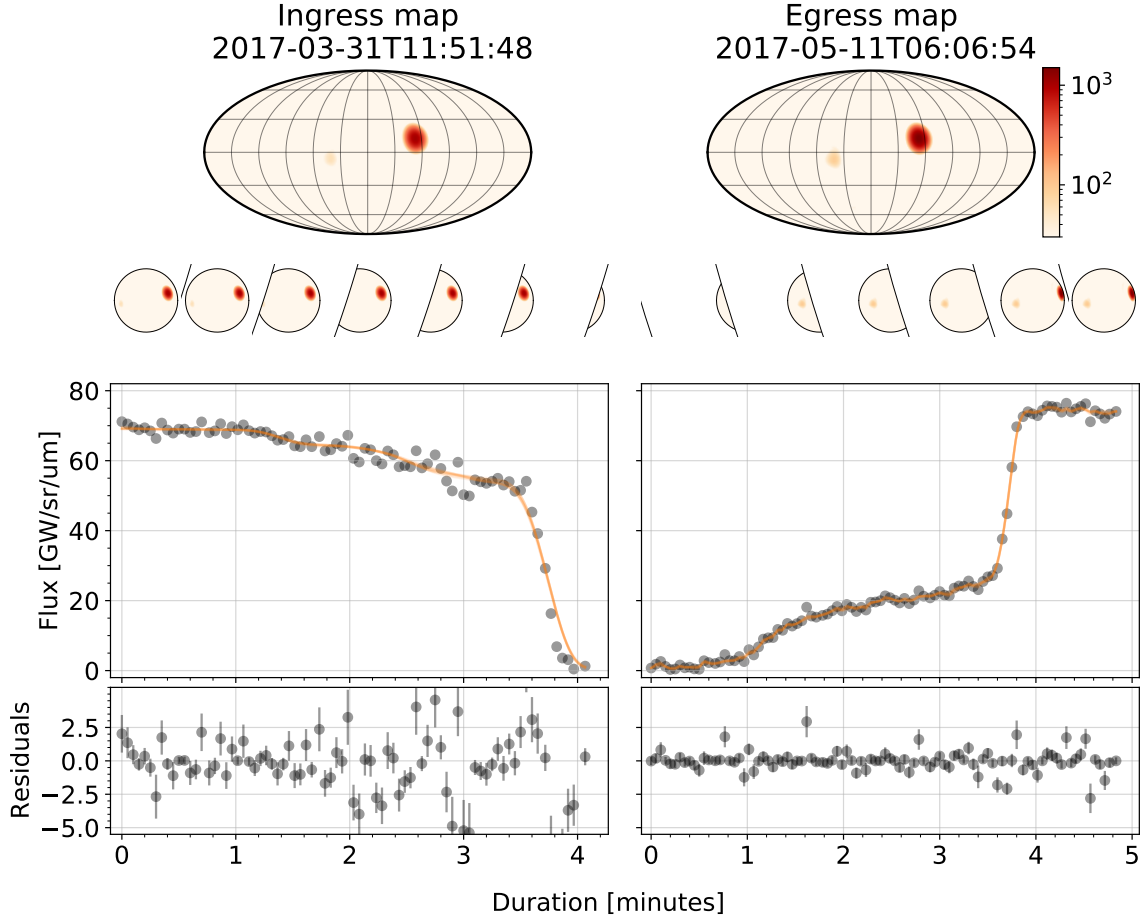 Ingress map
2017-03-31T11:51:48
Egress map
2017-05-11T06:06:54
10³
10²
80
60
40
20
0
Flux [GW/sr/um]
2.5
0.0
−2.5
−5.0
Residuals
0 1 2 3 4
0 1 2 3 4 5
Duration [minutes]